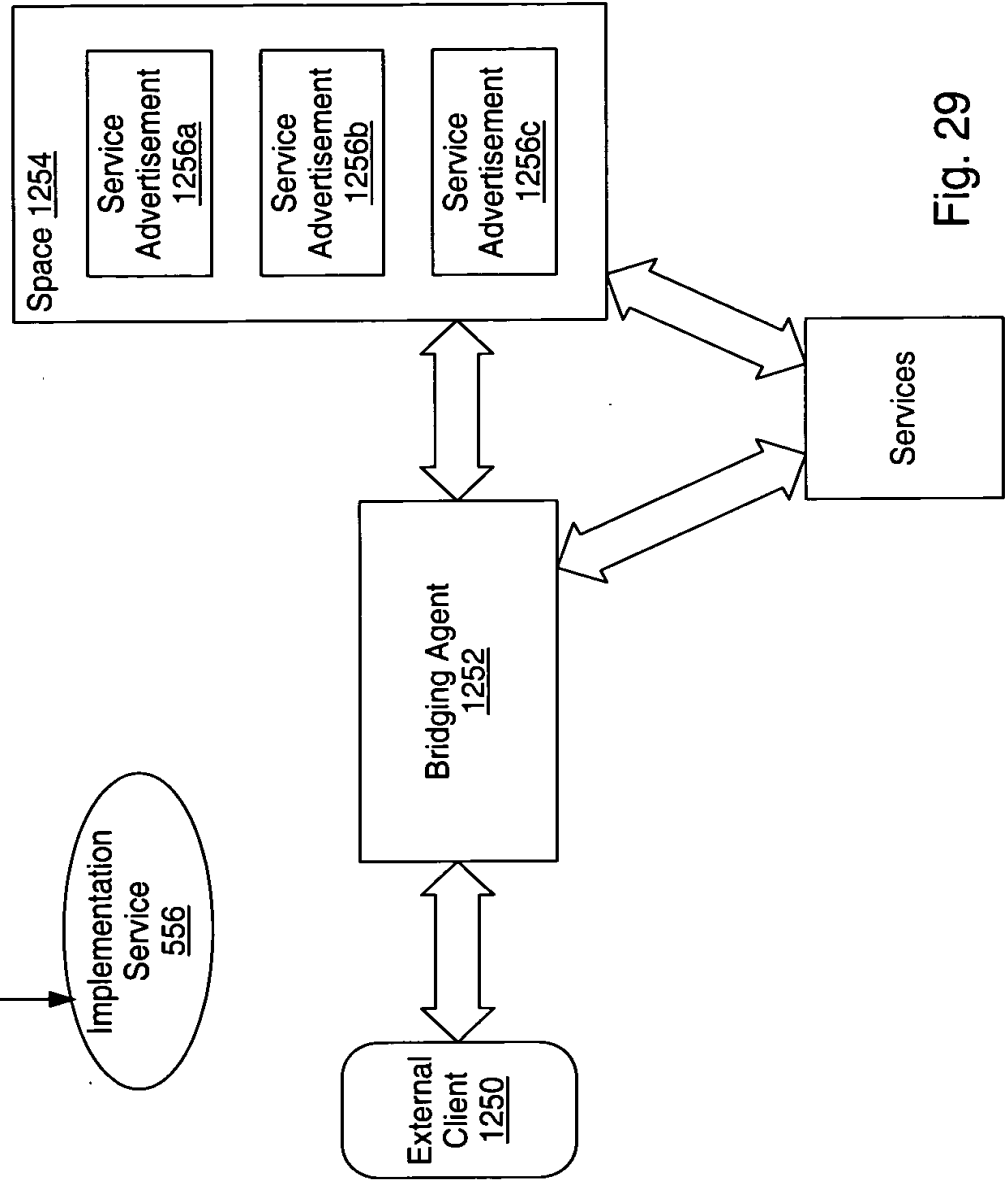 Implementation
Service
556
External
Client
1250
Bridging Agent
1252
Space 1254
Service
Advertisement
1256a
Service
Advertisement
1256b
Service
Advertisement
1256c
Services
Fig. 29